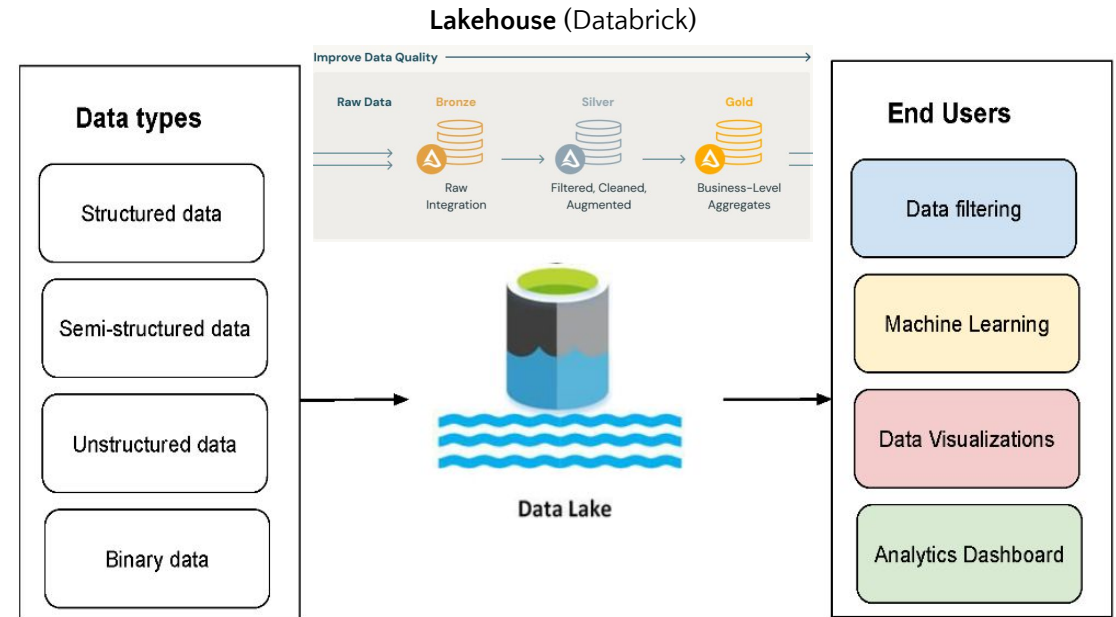 Lakehouse (Databrick)
Improve Data Quality
Raw Data
Bronze
Silver
Gold
Raw
Integration
Filtered, Cleaned,
Augmented
Business-Level
Aggregates
Data types
Structured data
Semi-structured data
Unstructured data
Binary data
Data Lake
End Users
Data filtering
Machine Learning
Data Visualizations
Analytics Dashboard